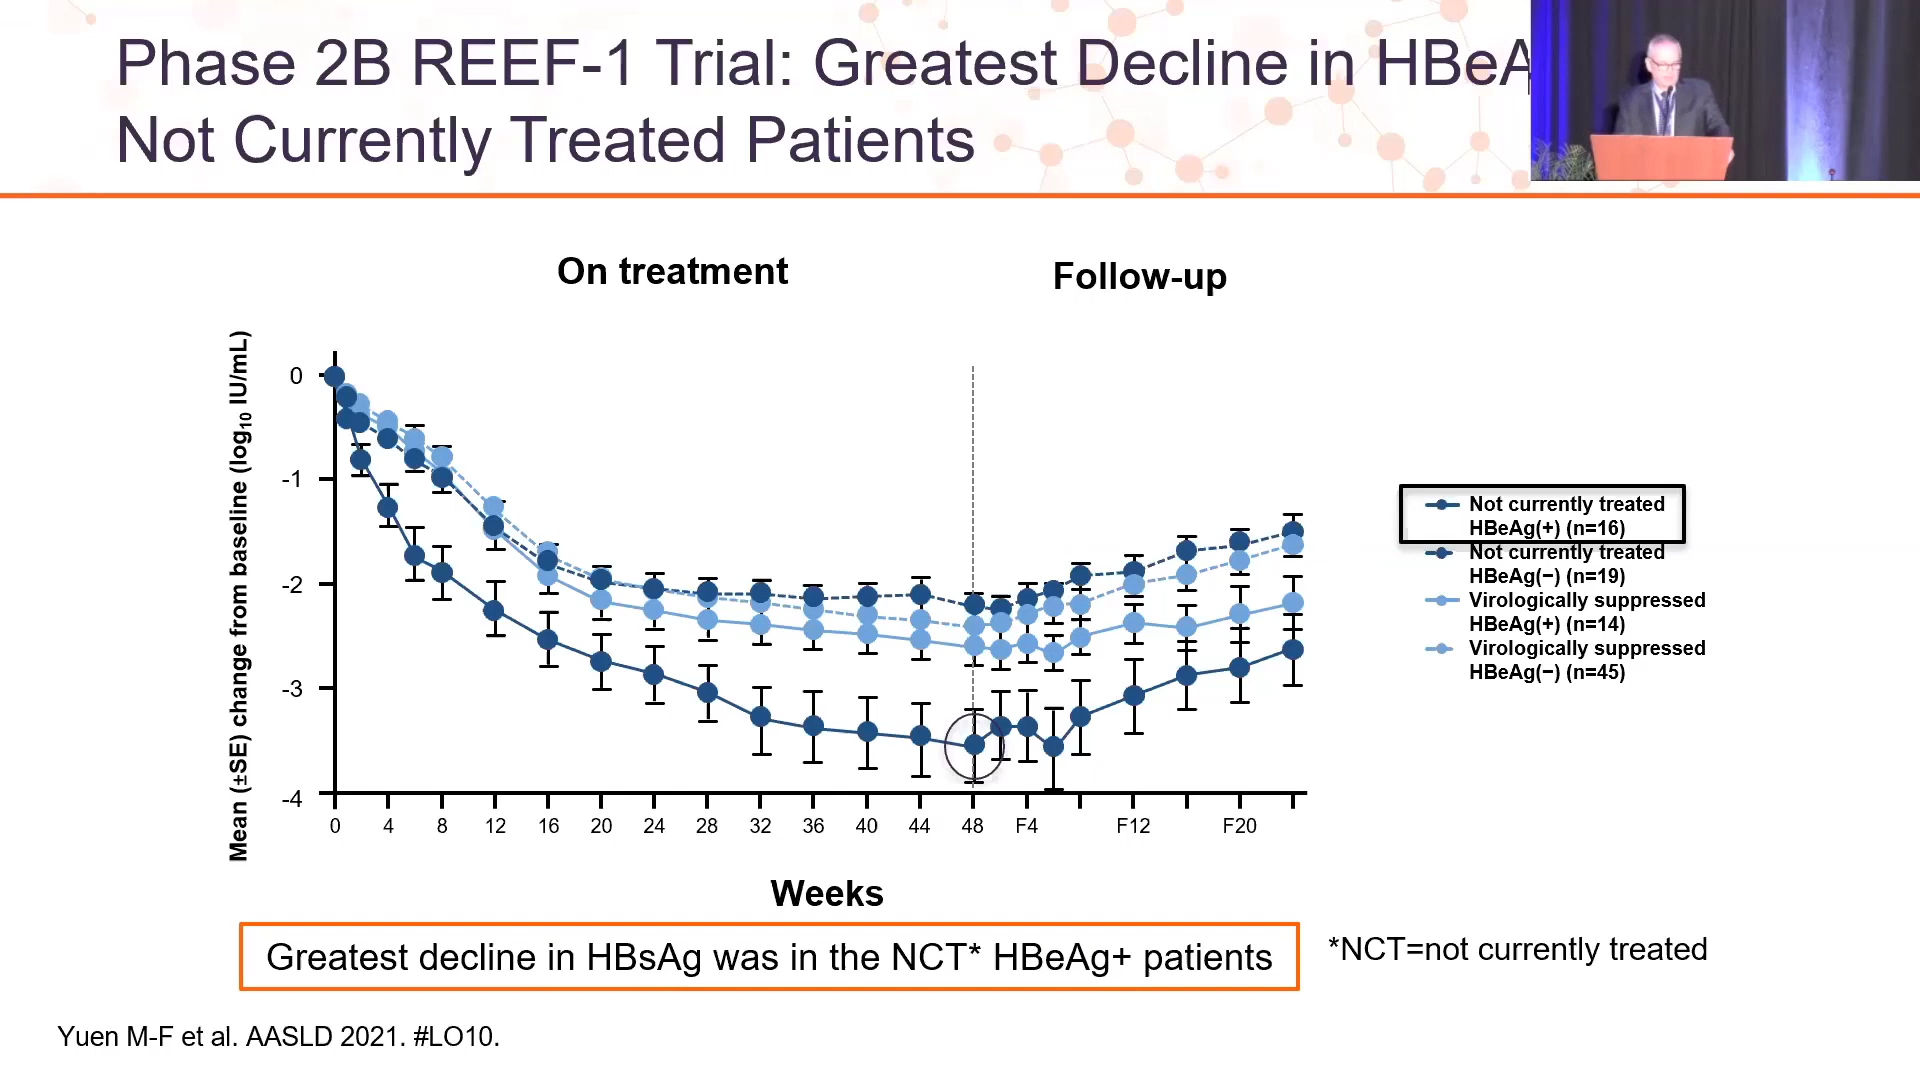 Phase 2B REEF-1 Trial: Greatest Decline in HBeA
Not Currently Treated Patients
On treatment
Follow-up
Mean (±SE) change from baseline (log10 IU/mL)
0
-1
-2
-3
-4
0 4 8 12 16 20 24 28 32 36 40 44 48 F4 F12 F20
Weeks
Not currently treated
HBeAg(+) (n=16)
Not currently treated
HBeAg(−) (n=19)
Virologically suppressed
HBeAg(+) (n=14)
Virologically suppressed
HBeAg(−) (n=45)
Greatest decline in HBsAg was in the NCT* HBeAg+ patients
*NCT=not currently treated
Yuen M-F et al. AASLD 2021. #LO10.